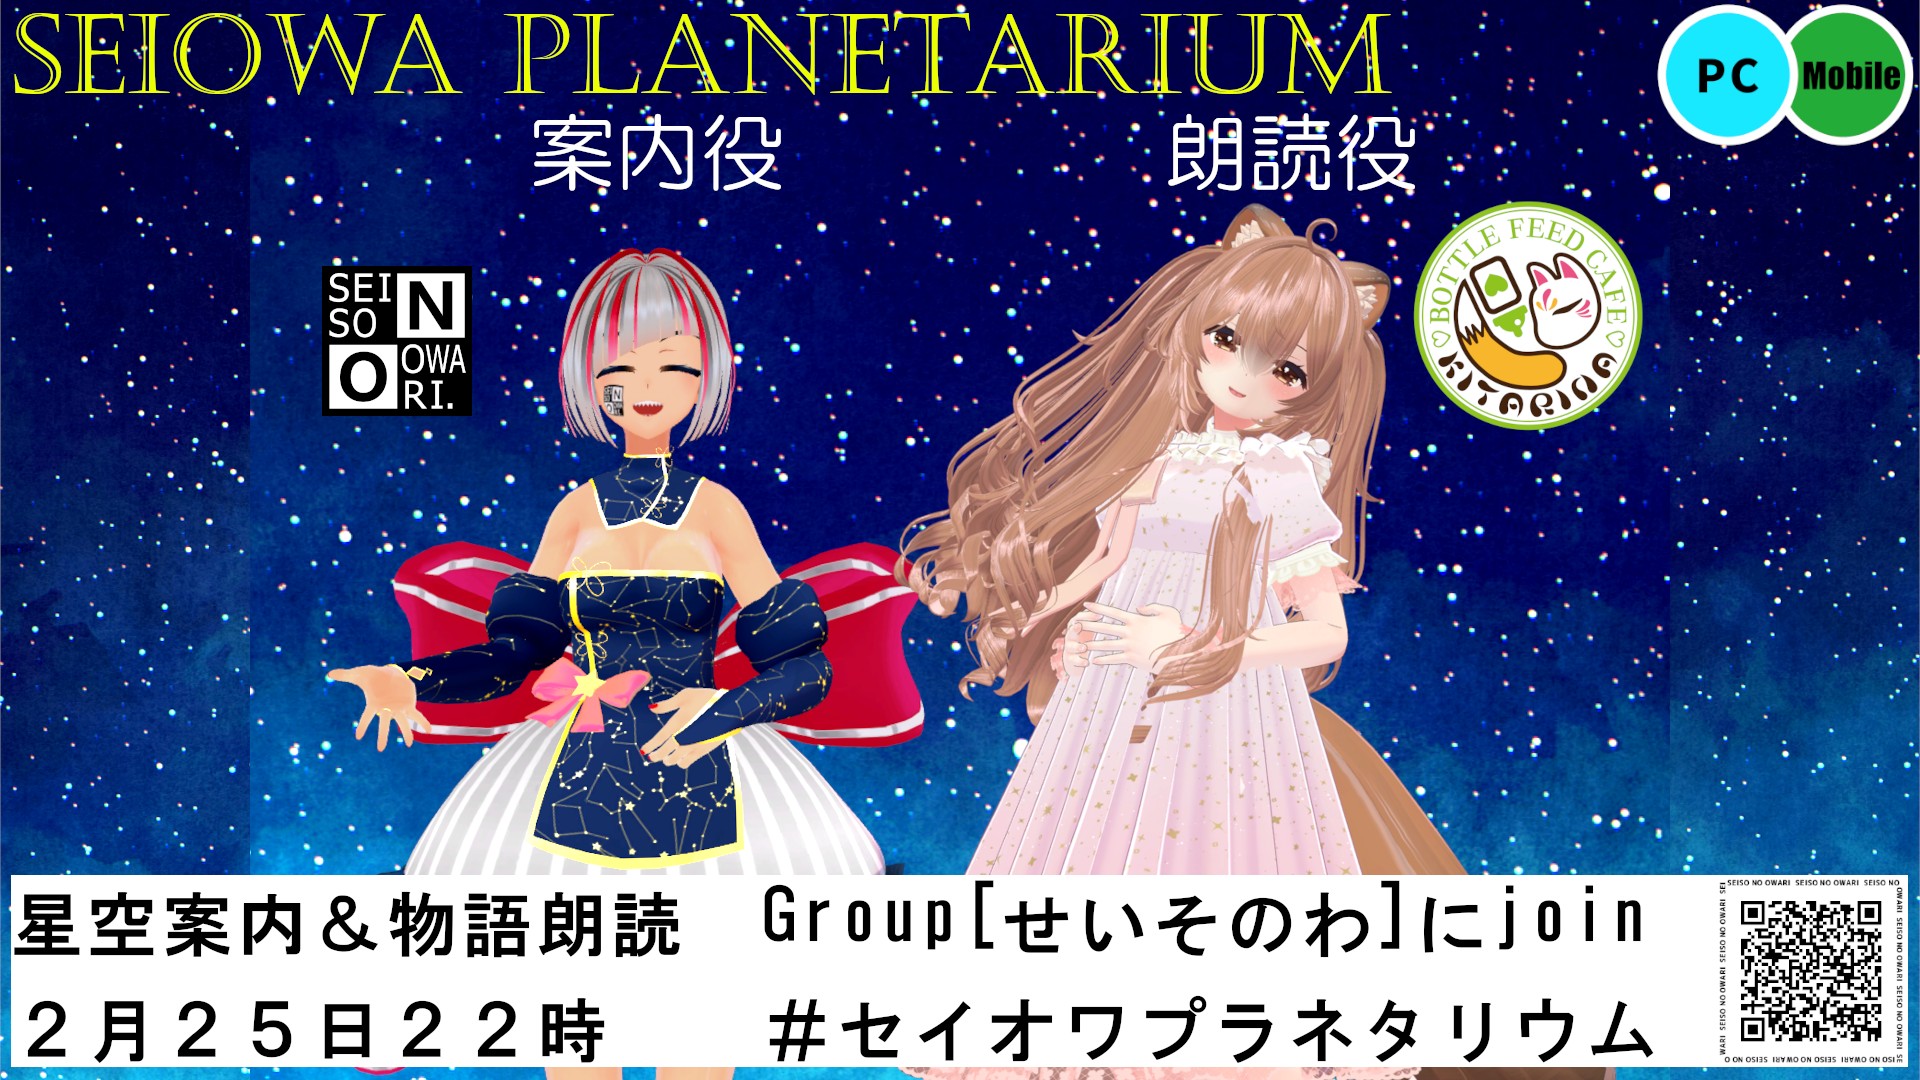 SEIOWA PLANETARIUM
PC
Mobile
案内役
朗読役
SEI
SO
N
O
OWA
RI.
BOTTLE FEED CAFE
KITARINA
星空案内&物語朗読
Group[せいそのわ]にjoin
2月25日22時
#セイオワプラネタリウム
SEISO NO OWARI SEISO NO OWARI SEISO NO